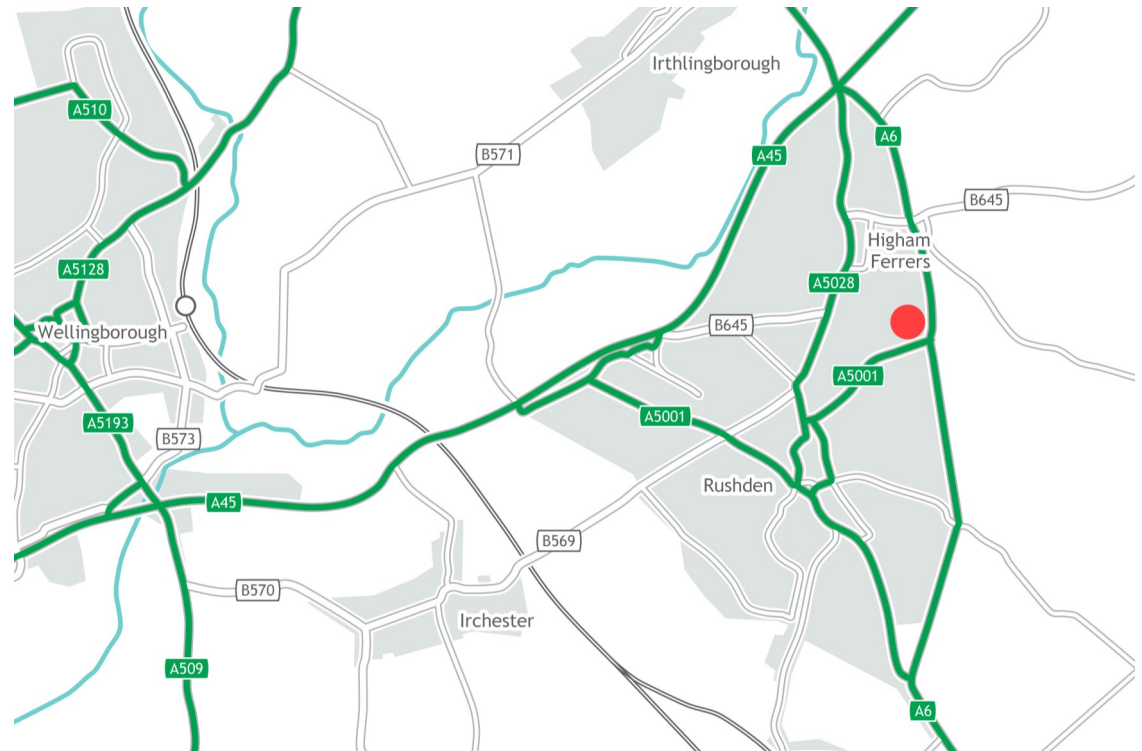 Irthlingborough
A510
A6
B571
A45
B645
Higham
Ferrers
A5128
A5028
B645
Wellingborough
A5001
A5193
A5001
B573
Rushden
A45
B569
B570
Irchester
A509
A6